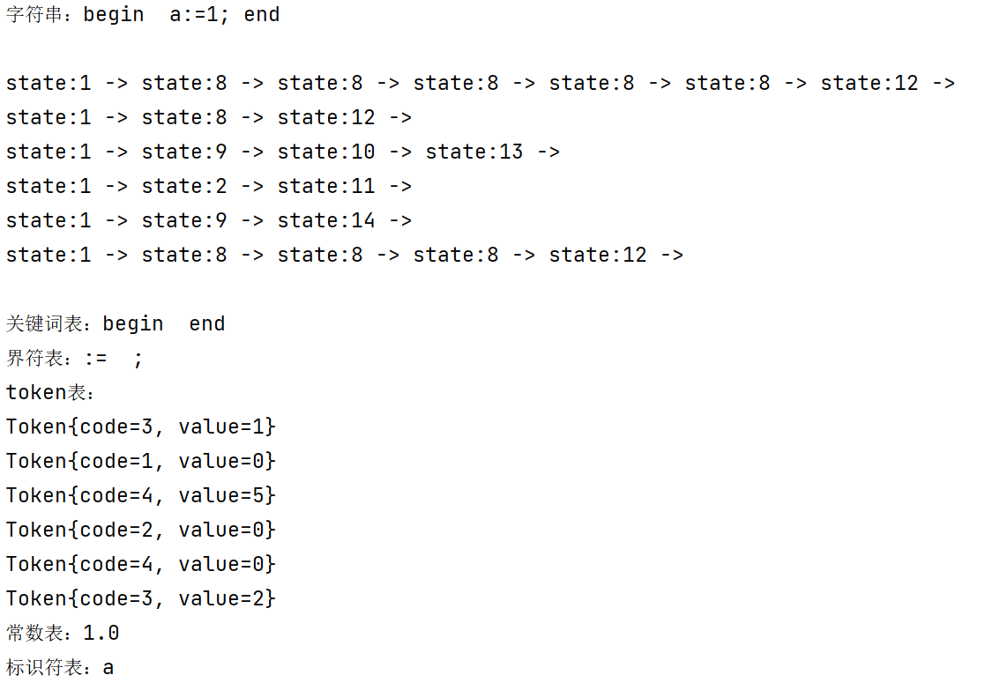 字符串：begin  a:=1; end
state:1 -> state:8 -> state:8 -> state:8 -> state:8 -> state:8 -> state:12 ->
state:1 -> state:8 -> state:12 ->
state:1 -> state:9 -> state:10 -> state:13 ->
state:1 -> state:2 -> state:11 ->
state:1 -> state:9 -> state:14 ->
state:1 -> state:8 -> state:8 -> state:8 -> state:12 ->
关键词表：begin  end
界符表：:=  ;
token表：
Token{code=3, value=1}
Token{code=1, value=0}
Token{code=4, value=5}
Token{code=2, value=0}
Token{code=4, value=0}
Token{code=3, value=2}
常数表：1.0
标识符表：a